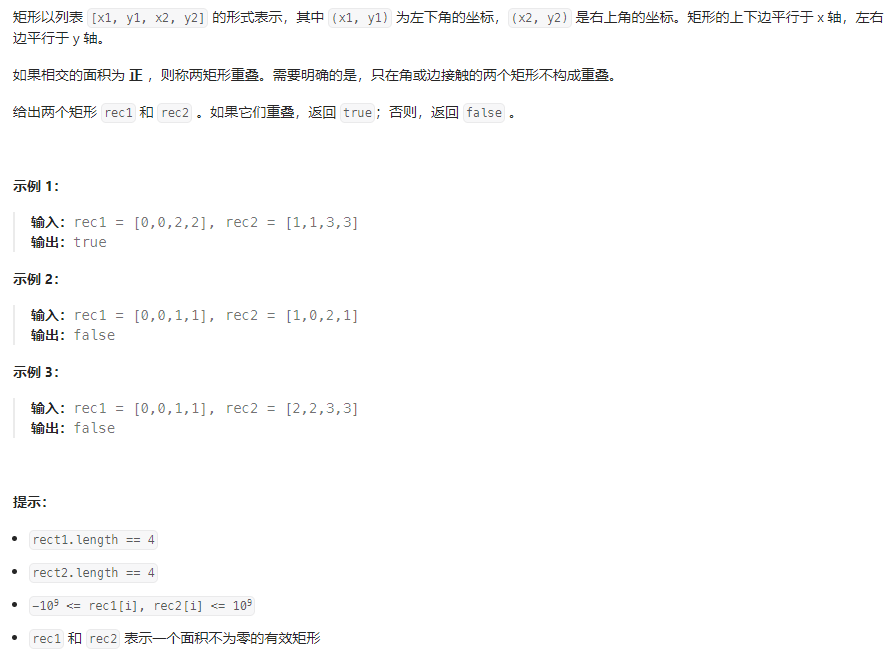 矩形以列表 [x1, y1, x2, y2] 的形式表示，其中 (x1, y1) 为左下角的坐标，(x2, y2) 是右上角的坐标。矩形的上下边平行于 x 轴，左右
边平行于 y 轴。
如果相交的面积为 正 ，则称两矩形重叠。需要明确的是，只在角或边接触的两个矩形不构成重叠。
给出两个矩形 rec1 和 rec2 。如果它们重叠，返回 true；否则，返回 false 。
示例 1：
输入：rec1 = [0,0,2,2], rec2 = [1,1,3,3]
输出：true
示例 2：
输入：rec1 = [0,0,1,1], rec2 = [1,0,2,1]
输出：false
示例 3：
输入：rec1 = [0,0,1,1], rec2 = [2,2,3,3]
输出：false
提示：
• rect1.length == 4
• rect2.length == 4
• −10⁹ <= rec1[i], rec2[i] <= 10⁹
• rec1 和 rec2 表示一个面积不为零的有效矩形